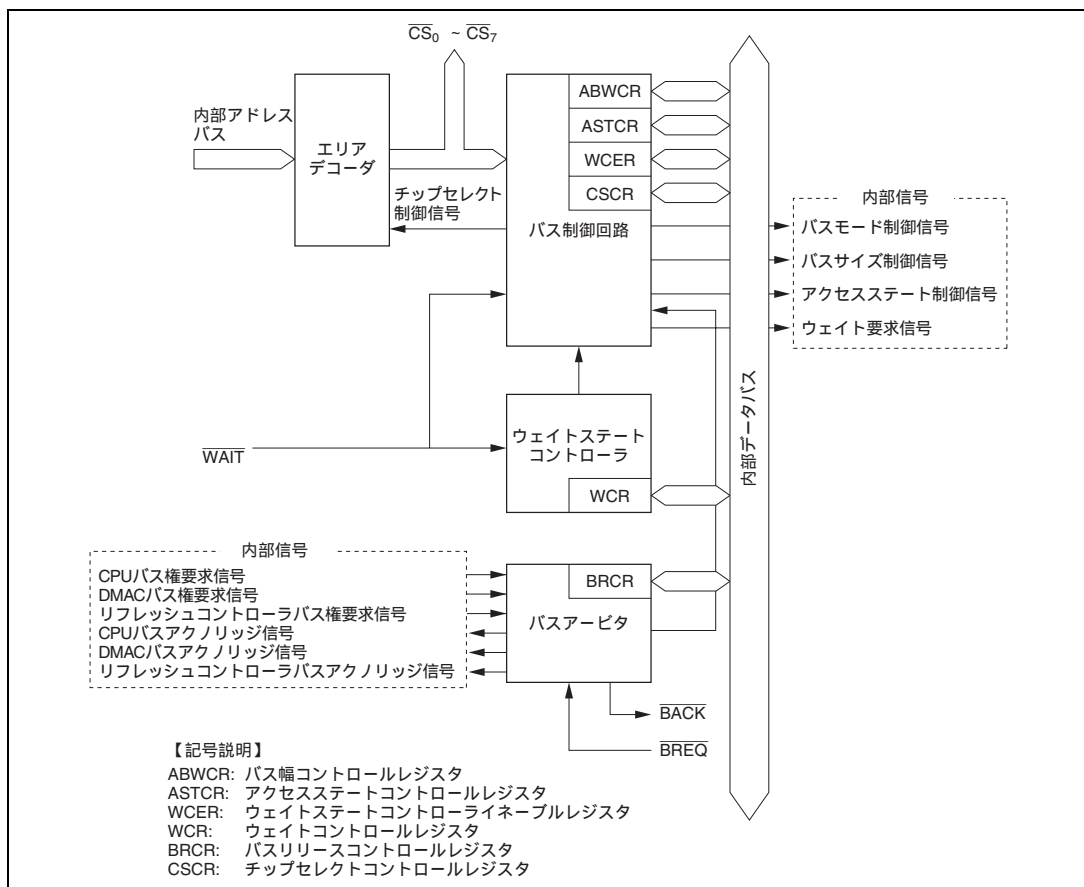 CS0 ~ CS7
内部アドレス
バス
エリア
デコーダ
チップセレクト
制御信号
ABWCR
ASTCR
WCER
CSCR
バス制御回路
内部信号
バスモード制御信号
バスサイズ制御信号
アクセスステート制御信号
ウェイト要求信号
内部データバス
WAIT
ウェイトステート
コントローラ
WCR
内部信号
CPUバス権要求信号
DMACバス権要求信号
リフレッシュコントローラバス権要求信号
CPUバスアクノリッジ信号
DMACバスアクノリッジ信号
リフレッシュコントローラバスアクノリッジ信号
BRCR
バスアービタ
BACK
BREQ
【記号説明】
ABWCR: バス幅コントロールレジスタ
ASTCR: アクセスステートコントロールレジスタ
WCER: ウェイトステートコントローライネーブルレジスタ
WCR: ウェイトコントロールレジスタ
BRCR: バスリリースコントロールレジスタ
CSCR: チップセレクトコントロールレジスタ